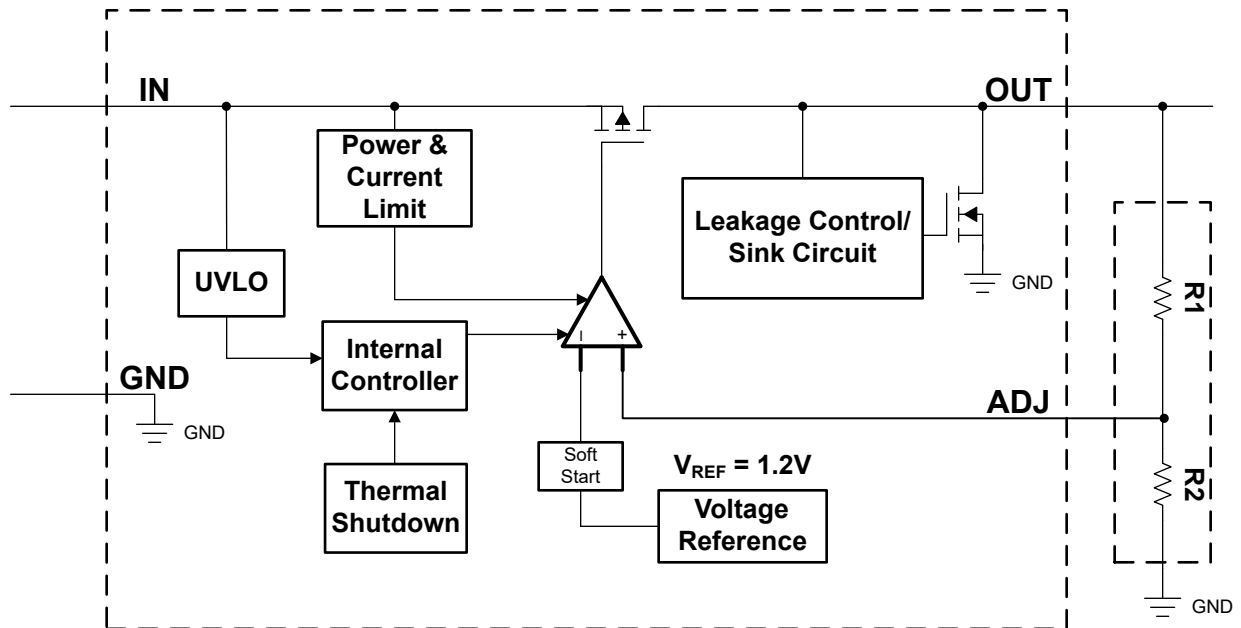 IN
OUT
Power &
Current
Limit
Leakage Control/
Sink Circuit
GND
UVLO
R1
Internal
Controller
–
+
GND
GND
ADJ
Soft
Start
V_REF = 1.2V
R2
Thermal
Shutdown
Voltage
Reference
GND